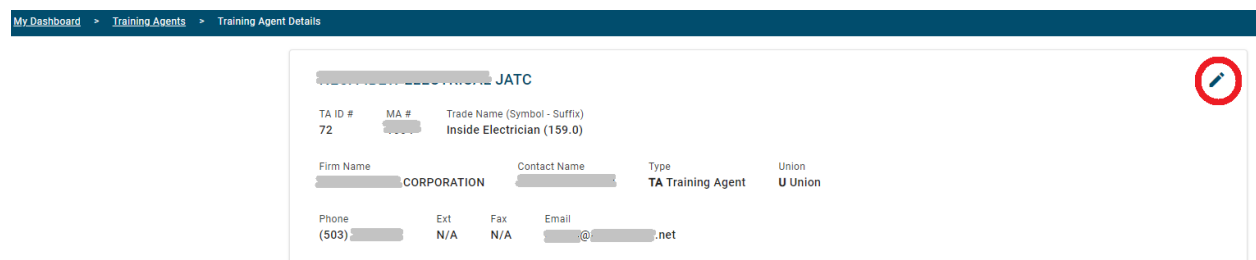 My Dashboard > Training Agents > Training Agent Details
JATC
TA ID # MA # Trade Name (Symbol - Suffix)
72 Inside Electrician (159.0)
Firm Name Contact Name Type Union
CORPORATION TA Training Agent U Union
Phone Ext Fax Email
(503) N/A N/A @ .net